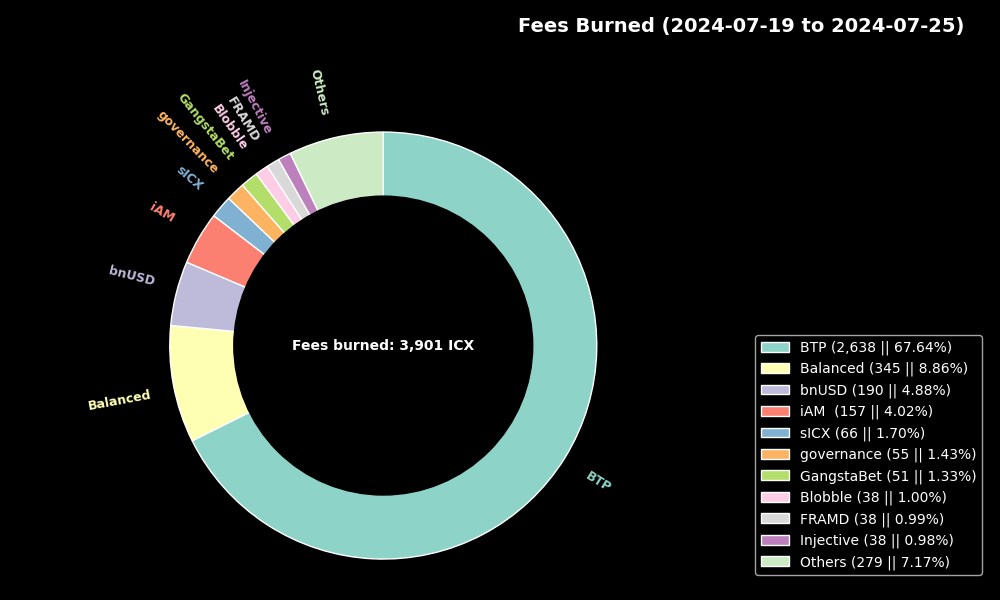 Fees Burned (2024-07-19 to 2024-07-25)
Others
Injective
FRAMD
Blobble
GangstaBet
governance
sICX
iAM
bnUSD
Balanced
BTP
Fees burned: 3,901 ICX
BTP (2,638 || 67.64%)
Balanced (345 || 8.86%)
bnUSD (190 || 4.88%)
iAM  (157 || 4.02%)
sICX (66 || 1.70%)
governance (55 || 1.43%)
GangstaBet (51 || 1.33%)
Blobble (38 || 1.00%)
FRAMD (38 || 0.99%)
Injective (38 || 0.98%)
Others (279 || 7.17%)